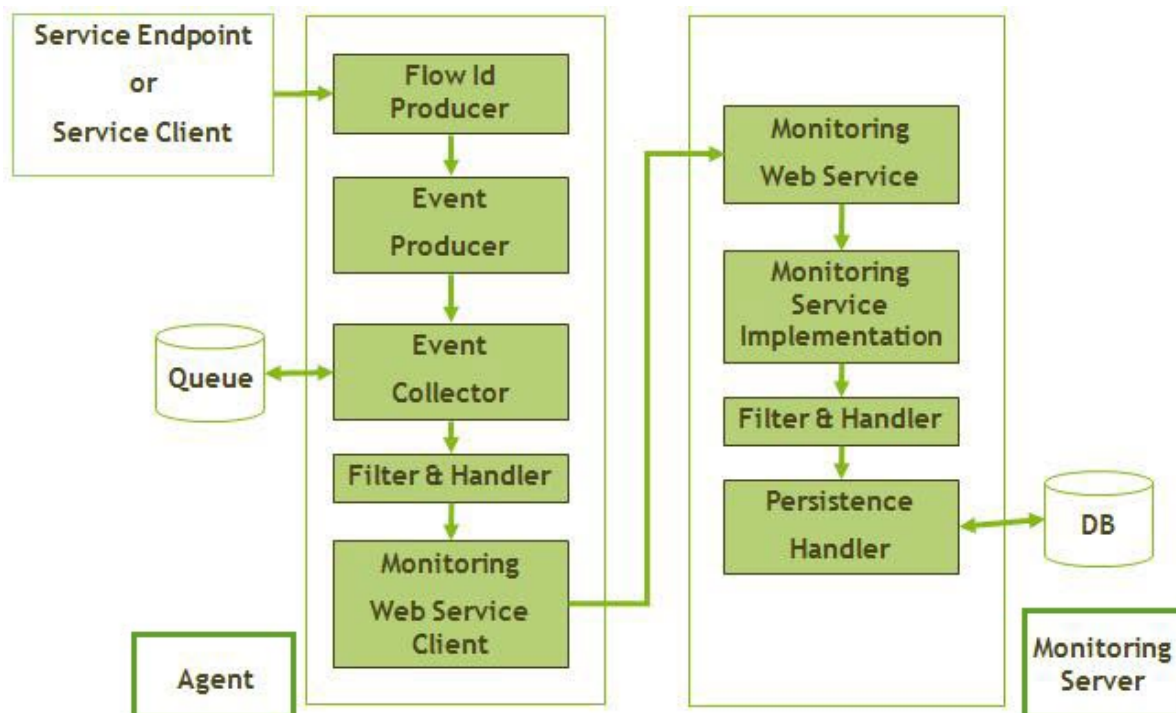 Service Endpoint
or
Service Client
Flow Id
Producer
Event
Producer
Queue
Event
Collector
Filter & Handler
Monitoring
Web Service
Client
Agent
Monitoring
Web Service
Monitoring
Service
Implementation
Filter & Handler
Persistence
Handler
DB
Monitoring
Server